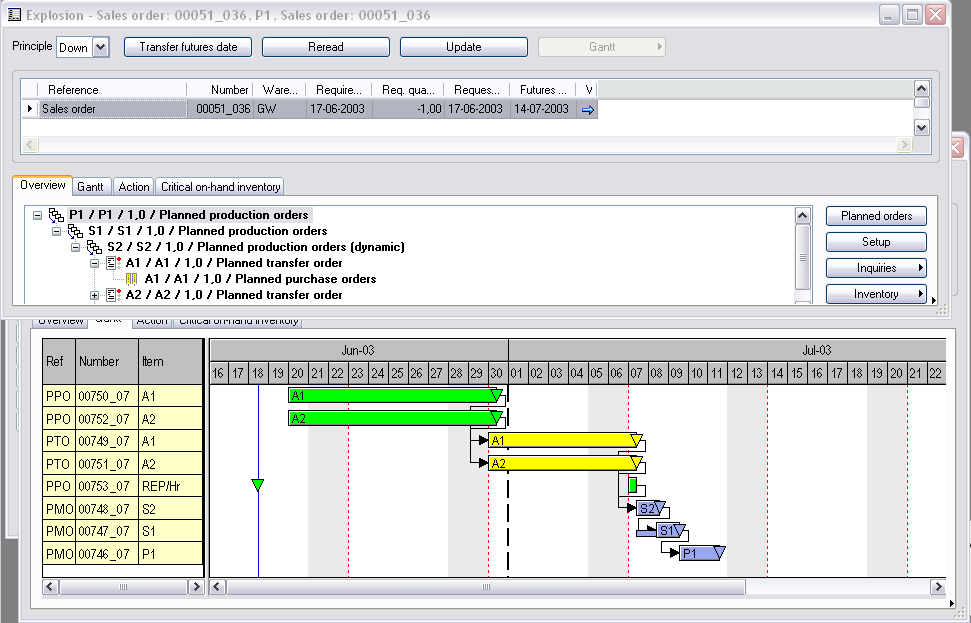 Explosion - Sales order: 00051_036, P1, Sales order: 00051_036
Principle Down Transfer futures date Reread Update Gantt
Reference Number Ware... Require... Req. qua... Reques... Futures ... V
Sales order 00051_036 GW 17-06-2003 -1,00 17-06-2003 14-07-2003
Overview Gantt Action Critical on-hand inventory
P1 / P1 / 1,0 / Planned production orders
S1 / S1 / 1,0 / Planned production orders
S2 / S2 / 1,0 / Planned production orders (dynamic)
A1 / A1 / 1,0 / Planned transfer order
A1 / A1 / 1,0 / Planned purchase orders
A2 / A2 / 1,0 / Planned transfer order
Planned orders
Setup
Inquiries
Inventory
Overview Gantt Action Critical on-hand inventory
Ref Number Item
Jun-03 Jul-03
16 17 18 19 20 21 22 23 24 25 26 27 28 29 30 01 02 03 04 05 06 07 08 09 10 11 12 13 14 15 16 17 18 19 20 21 22
PPO 00750_07 A1 A1
PPO 00752_07 A2 A2
PTO 00749_07 A1 A1
PTO 00751_07 A2 A2
PPO 00753_07 REP/Hr
PMO 00748_07 S2 S2
PMO 00747_07 S1 S1
PMO 00746_07 P1 P1